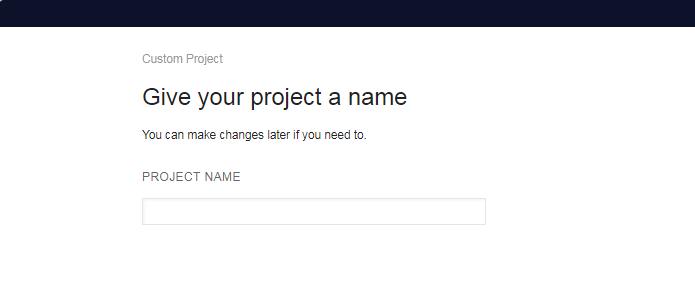 Custom Project
Give your project a name
You can make changes later if you need to.
PROJECT NAME